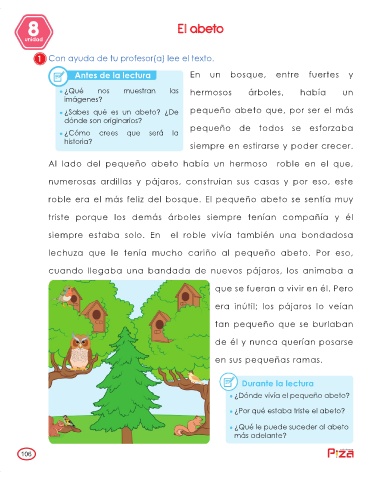 8
unidad
El abeto
1 Con ayuda de tu profesor(a) lee el texto.
Antes de la lectura
• ¿Qué nos muestran las
imágenes?
• ¿Sabes qué es un abeto? ¿De
dónde son originarios?
• ¿Cómo crees que será la
historia?
En un bosque, entre fuertes y
hermosos árboles, había un
pequeño abeto que, por ser el más
pequeño de todos se esforzaba
siempre en estirarse y poder crecer.
Al lado del pequeño abeto había un hermoso roble en el que,
numerosas ardillas y pájaros, construían sus casas y por eso, este
roble era el más feliz del bosque. El pequeño abeto se sentía muy
triste porque los demás árboles siempre tenían compañía y él
siempre estaba solo. En el roble vivía también una bondadosa
lechuza que le tenía mucho cariño al pequeño abeto. Por eso,
cuando llegaba una bandada de nuevos pájaros, los animaba a
que se fueran a vivir en él. Pero
era inútil; los pájaros lo veían
tan pequeño que se burlaban
de él y nunca querían posarse
en sus pequeñas ramas.
Durante la lectura
• ¿Dónde vivía el pequeño abeto?
• ¿Por qué estaba triste el abeto?
• ¿Qué le puede suceder al abeto
más adelante?
106
Piza